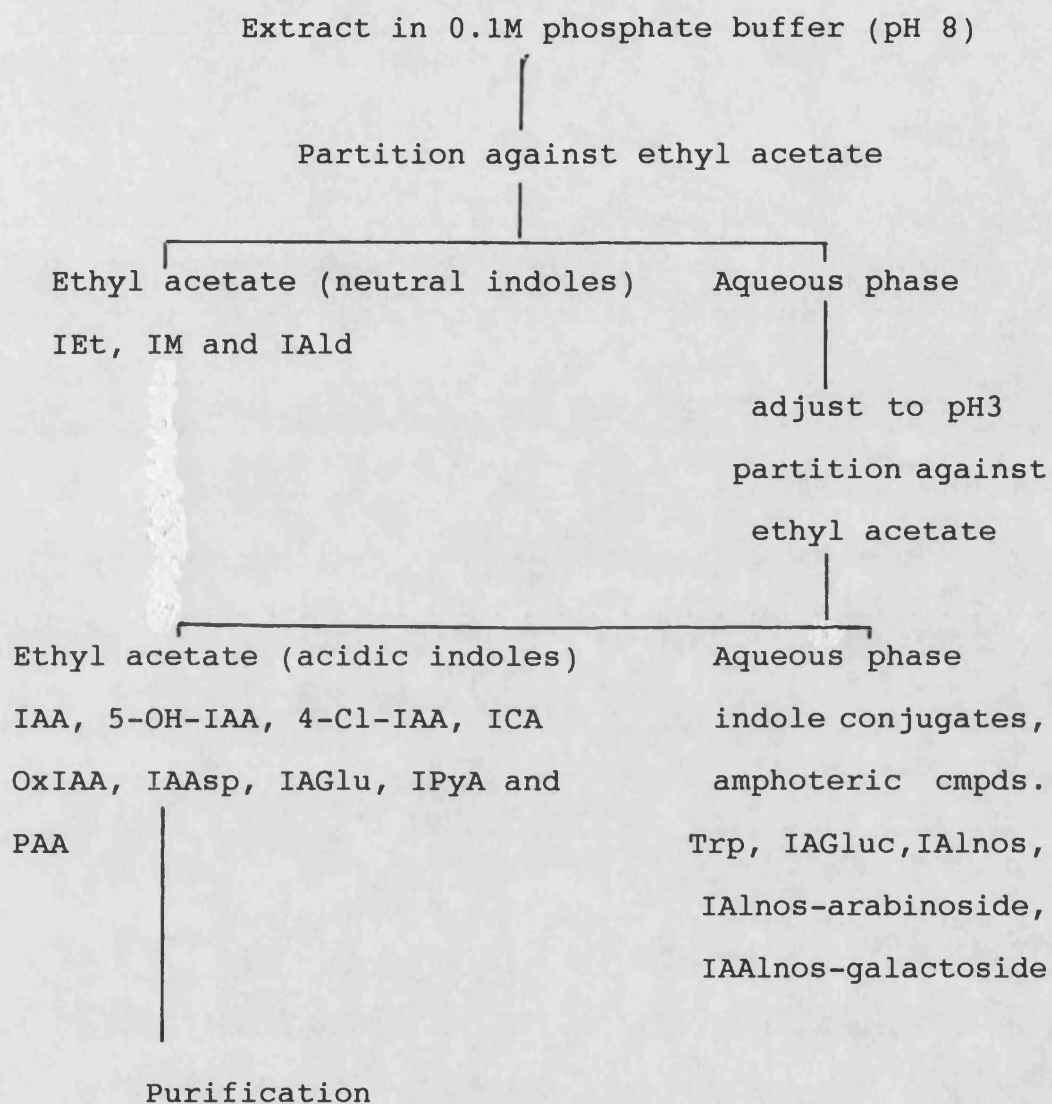 Extract in 0.1M phosphate buffer (pH 8)
Partition against ethyl acetate
Ethyl acetate (neutral indoles)
IEt, IM and IAld
Aqueous phase
adjust to pH3
partition against
ethyl acetate
Ethyl acetate (acidic indoles)
IAA, 5-OH-IAA, 4-Cl-IAA, ICA
OxIAA, IAAsp, IAGlu, IPyA and
PAA
Aqueous phase
indole conjugates,
amphoteric cmpds.
Trp, IAGluc,IAlnos,
IAlnos-arabinoside,
IAAlnos-galactoside
Purification